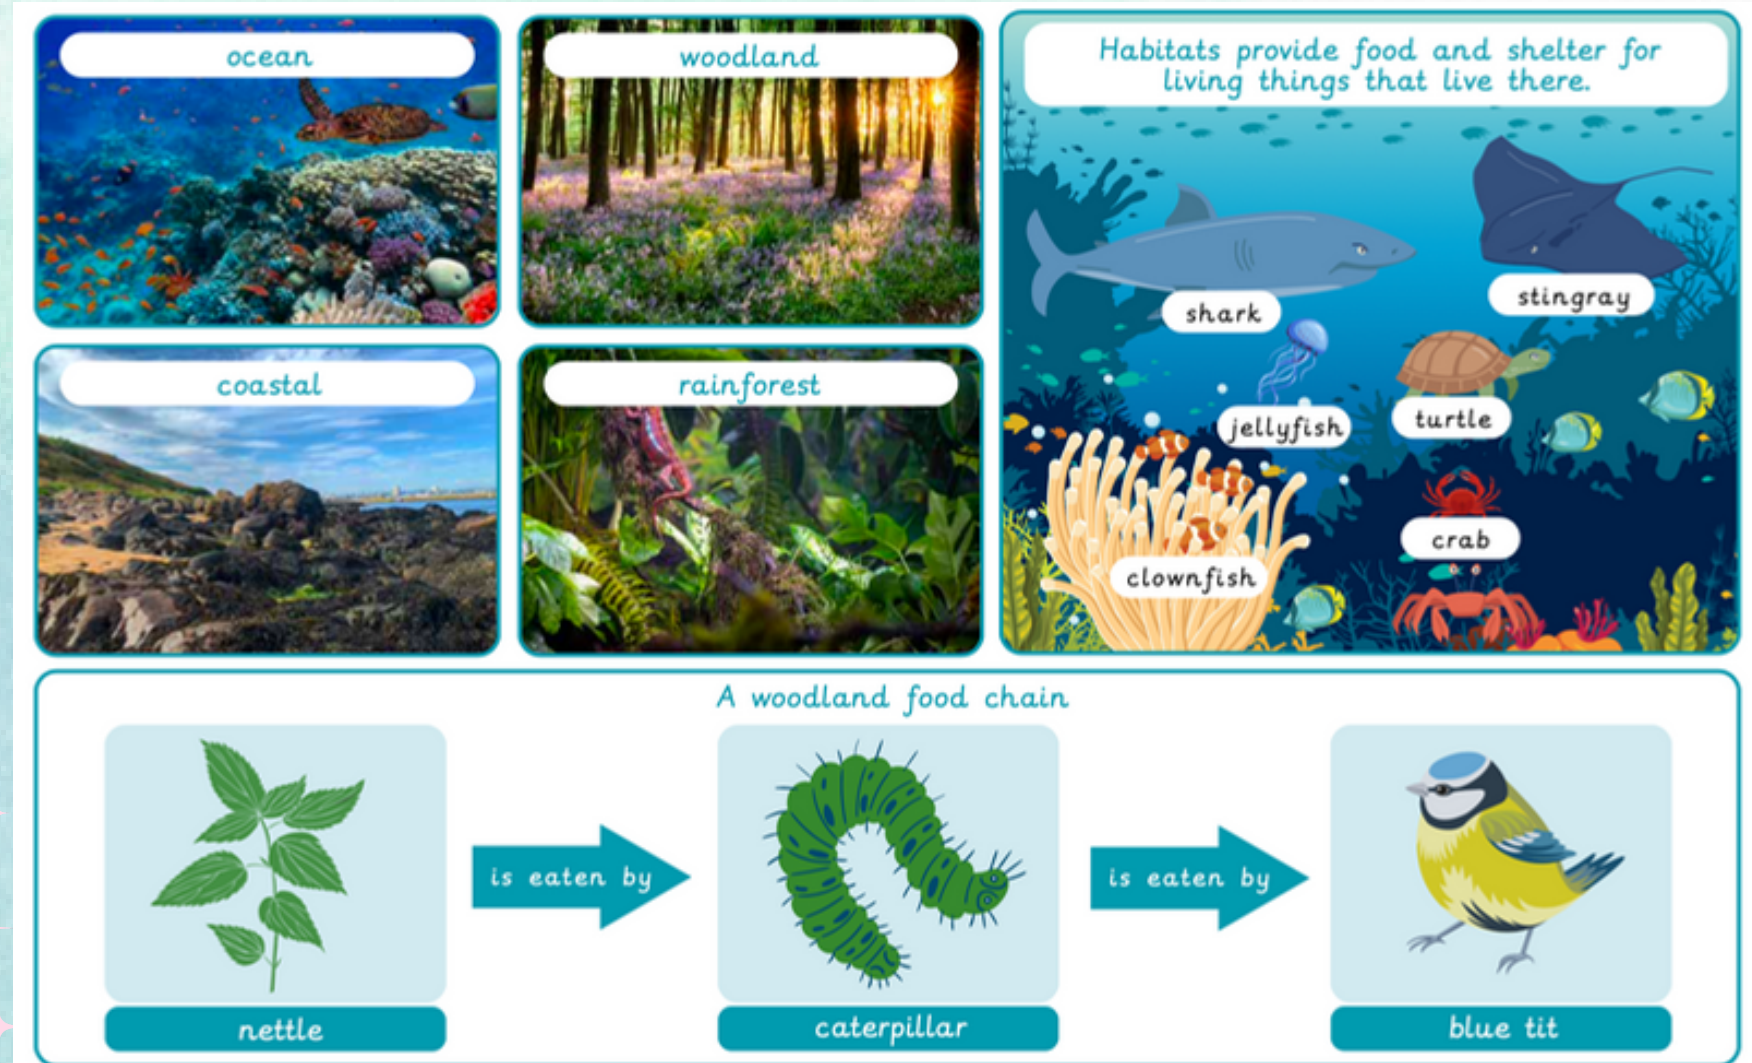 ocean
woodland
coastal
rainforest
Habitats provide food and shelter for
living things that live there.
shark
stingray
jellyfish
turtle
crab
clownfish
A woodland food chain
is eaten by
is eaten by
nettle
caterpillar
blue tit